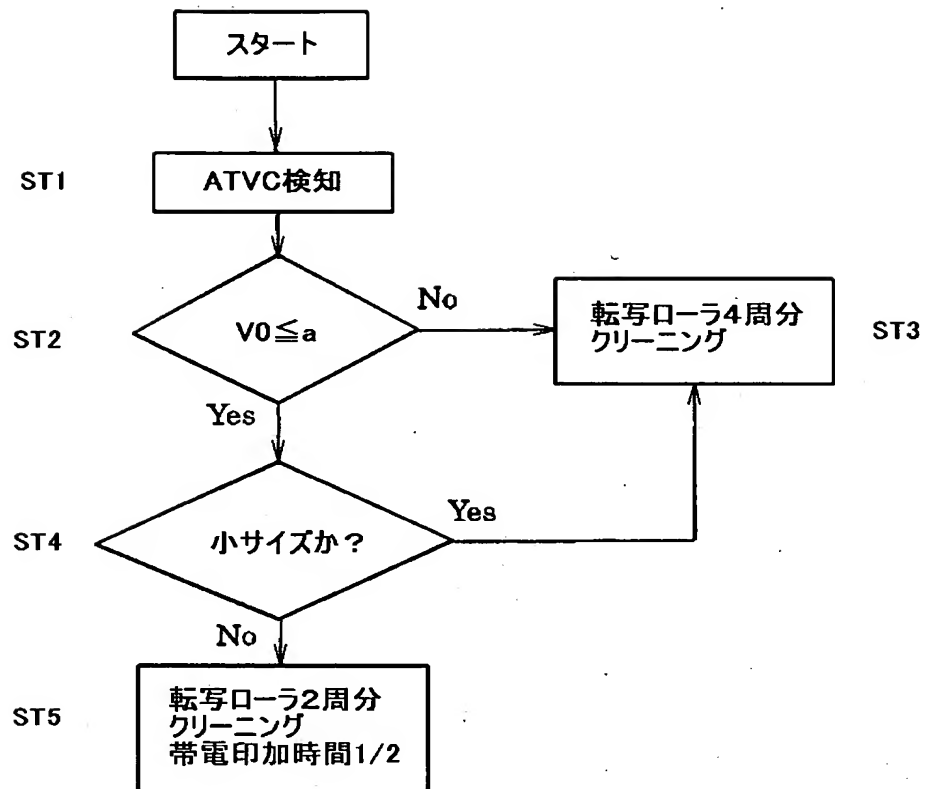 スタート
ST1
ATVC検知
ST2
V0≦a
No
転写ローラ4周分
クリーニング
ST3
Yes
ST4
小サイズか？
Yes
No
ST5
転写ローラ2周分
クリーニング
帯電印加時間1/2